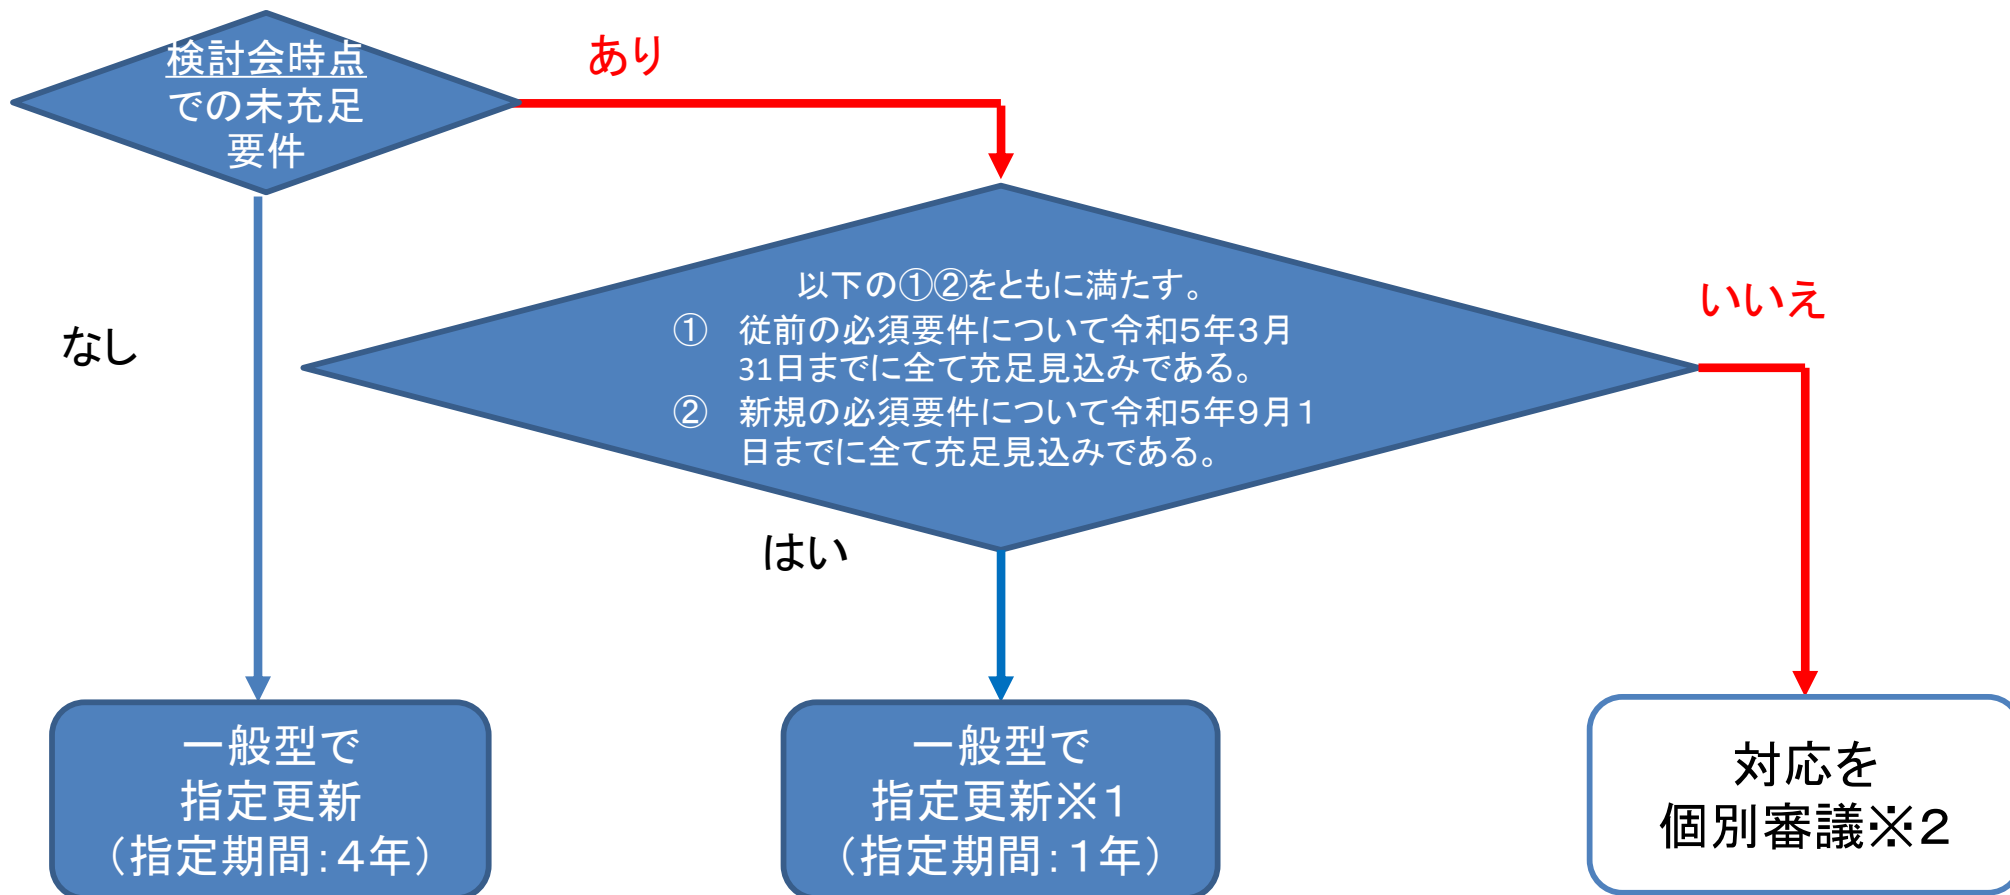 検討会時点
での未充足
要件
あり
以下の①②をともに満たす。
① 従前の必須要件について令和５年３月
31日までに全て充足見込みである。
② 新規の必須要件について令和５年９月１
日までに全て充足見込みである。
いいえ
なし
はい
一般型で
指定更新
（指定期間：４年）
一般型で
指定更新※１
（指定期間：１年）
対応を
個別審議※２